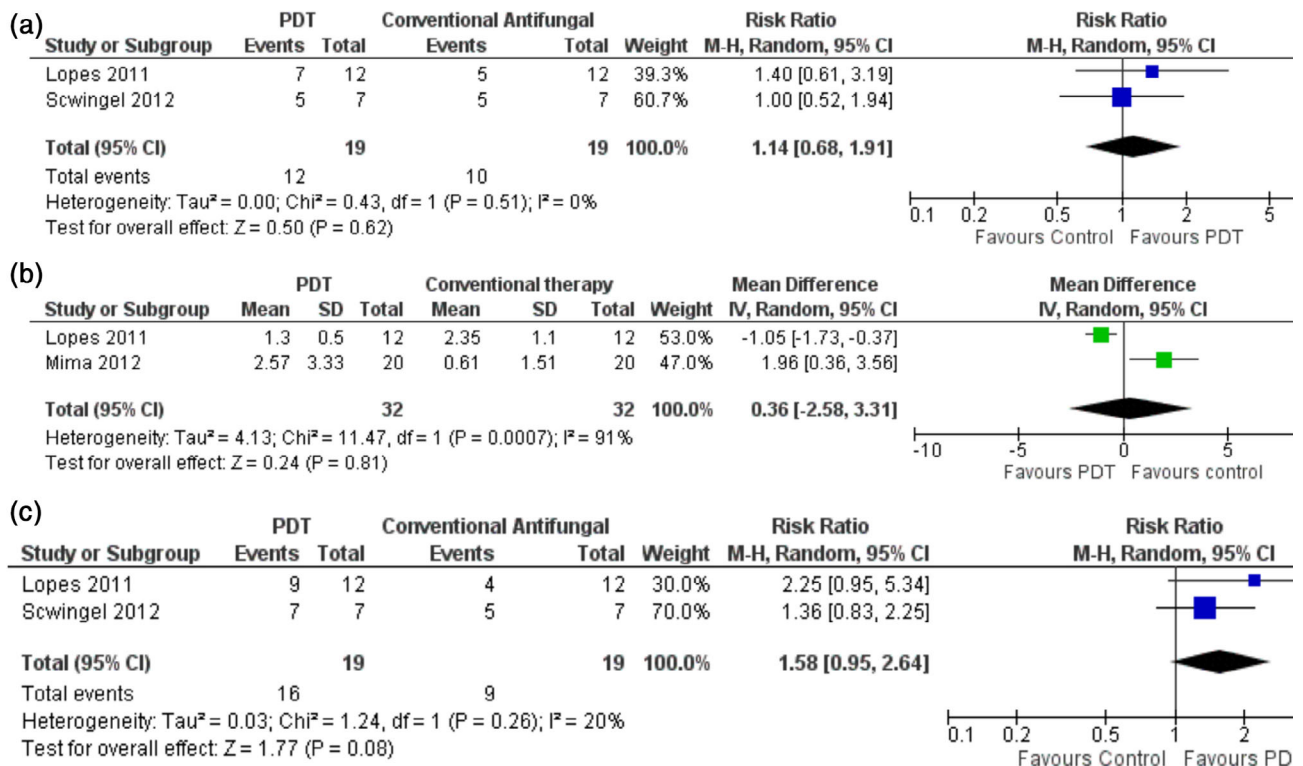 (a)
PDT Conventional Antifungal Risk Ratio Risk Ratio
Study or Subgroup Events Total Events Total Weight M-H, Random, 95% CI M-H, Random, 95% CI
Lopes 2011 7 12 5 12 39.3% 1.40 [0.61, 3.19]
Scwingel 2012 5 7 5 7 60.7% 1.00 [0.52, 1.94]
Total (95% CI) 19 19 100.0% 1.14 [0.68, 1.91]
Total events 12 10
Heterogeneity: Tau² = 0.00; Chi² = 0.43, df = 1 (P = 0.51); I² = 0%
Test for overall effect: Z = 0.50 (P = 0.62)
0.1 0.2 0.5 1 2 5
Favours Control Favours PDT
(b)
PDT Conventional therapy Mean Difference Mean Difference
Study or Subgroup Mean SD Total Mean SD Total Weight IV, Random, 95% CI IV, Random, 95% CI
Lopes 2011 1.3 0.5 12 2.35 1.1 12 53.0% -1.05 [-1.73, -0.37]
Mima 2012 2.57 3.33 20 0.61 1.51 20 47.0% 1.96 [0.36, 3.56]
Total (95% CI) 32 32 100.0% 0.36 [-2.58, 3.31]
Heterogeneity: Tau² = 4.13; Chi² = 11.47, df = 1 (P = 0.0007); I² = 91%
Test for overall effect: Z = 0.24 (P = 0.81)
-10 -5 0 5
Favours PDT Favours control
(c)
PDT Conventional Antifungal Risk Ratio Risk Ratio
Study or Subgroup Events Total Events Total Weight M-H, Random, 95% CI M-H, Random, 95% CI
Lopes 2011 9 12 4 12 30.0% 2.25 [0.95, 5.34]
Scwingel 2012 7 7 5 7 70.0% 1.36 [0.83, 2.25]
Total (95% CI) 19 19 100.0% 1.58 [0.95, 2.64]
Total events 16 9
Heterogeneity: Tau² = 0.03; Chi² = 1.24, df = 1 (P = 0.26); I² = 20%
Test for overall effect: Z = 1.77 (P = 0.08)
0.1 0.2 0.5 1 2
Favours Control Favours PD